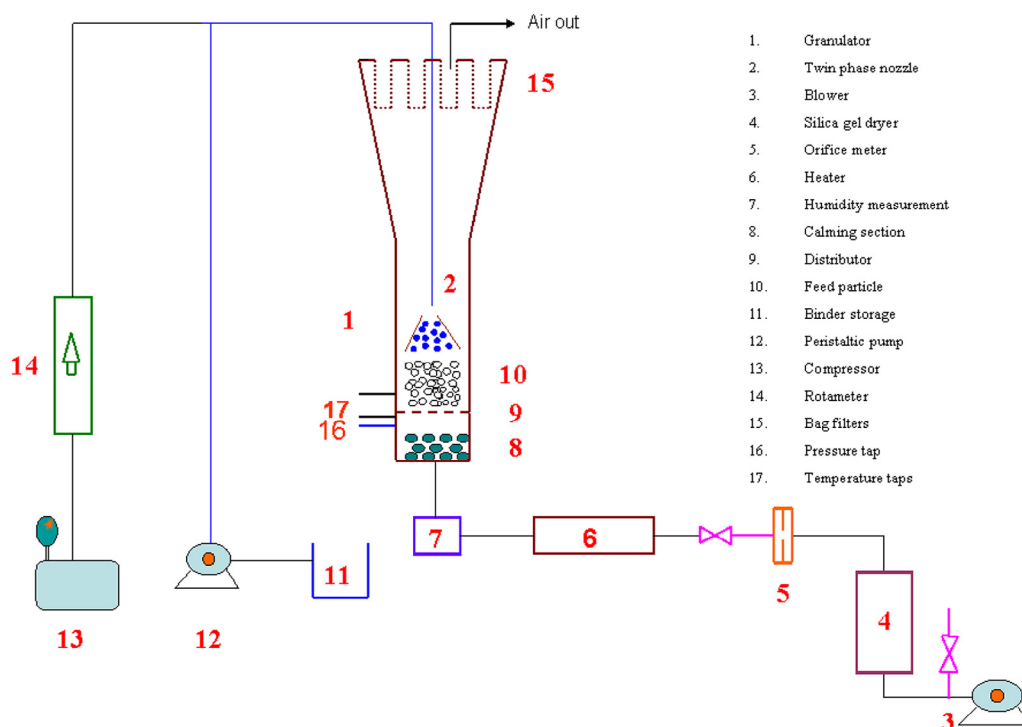 Air out
15
2
1
14
10
17
9
16
8
7
6
11
5
4
13
12
3
1. Granulator
2. Twin phase nozzle
3. Blower
4. Silica gel dryer
5. Orifice meter
6. Heater
7. Humidity measurement
8. Calming section
9. Distributor
10. Feed particle
11. Binder storage
12. Peristaltic pump
13. Compressor
14. Rotameter
15. Bag filters
16. Pressure tap
17. Temperature taps